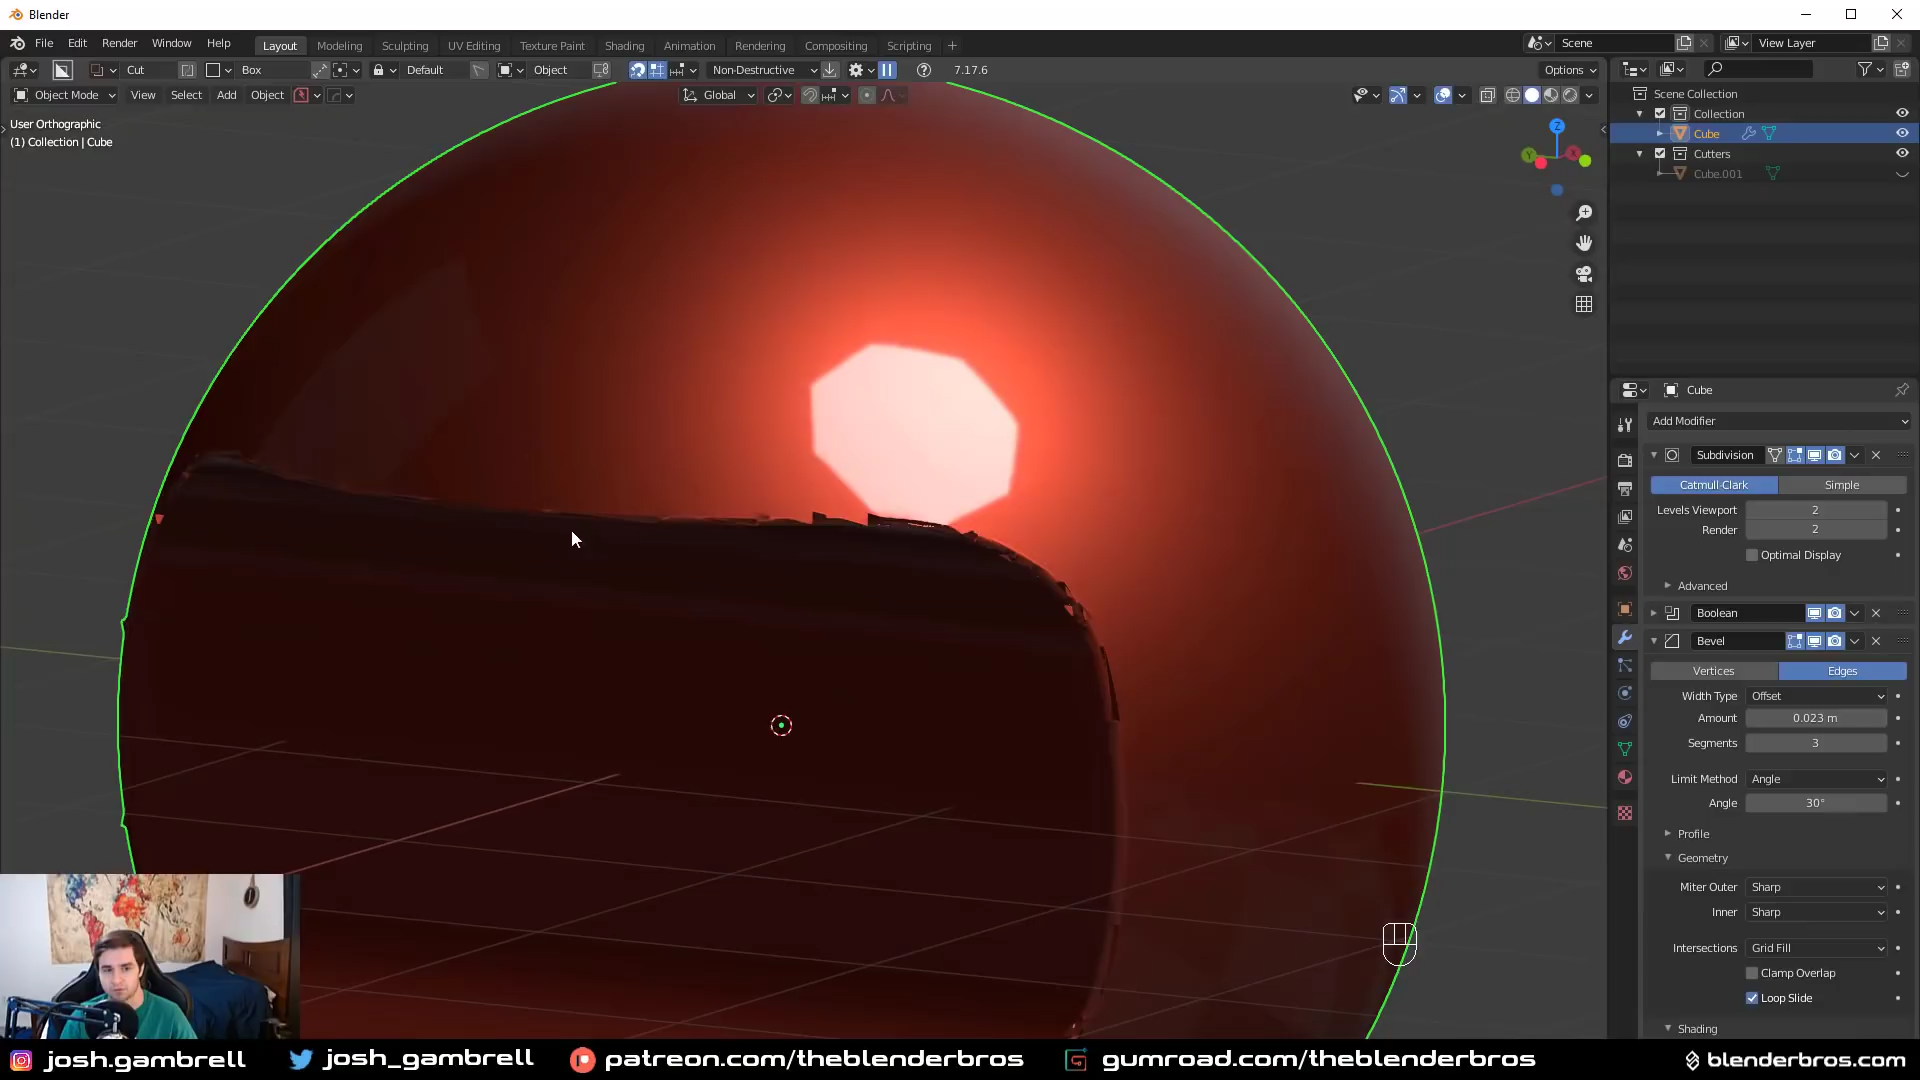 Blender
File Edit Render Window Help
Layout Modeling Sculpting UV Editing Texture Paint Shading Animation Rendering Compositing Scripting +
Scene
View Layer
Cut Box Default Object Non-Destructive 7.17.6
Options
Object Mode View Select Add Object Global
User Orthographic
(1) Collection | Cube
Z
Y
X
Scene Collection
Collection
Cube
Cutters
Cube.001
Cube
Add Modifier
Subdivision
Catmull-Clark Simple
Levels Viewport 2
Render 2
Optimal Display
Advanced
Boolean
Bevel
Vertices Edges
Width Type Offset
Amount 0.023 m
Segments 3
Limit Method Angle
Angle 30°
Profile
Geometry
Miter Outer Sharp
Inner Sharp
Intersections Grid Fill
Clamp Overlap
Loop Slide
Shading
josh.gambrell josh_gambrell patreon.com/theblenderbros gumroad.com/theblenderbros blenderbros.com